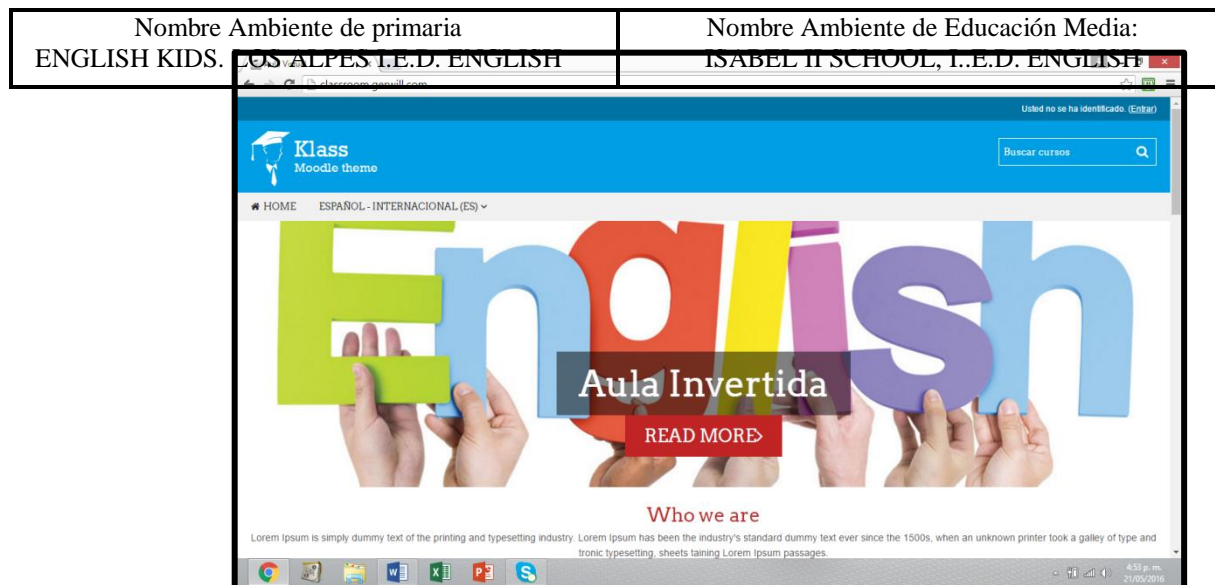 Nombre Ambiente de primaria
ENGLISH KIDS. LOS ALPES I.E.D. ENGLISH
Nombre Ambiente de Educación Media:
ISABEL II SCHOOL, I..E.D. ENGLISH
classroom.gerwill.com
Usted no se ha identificado. (Entrar)
Klass
Moodle theme
Buscar cursos
HOME ESPAÑOL - INTERNACIONAL (ES)
English
Aula Invertida
READ MORE>
Who we are
Lorem Ipsum is simply dummy text of the printing and typesetting industry. Lorem Ipsum has been the industry's standard dummy text ever since the 1500s, when an unknown printer took a galley of type and
tronic typesetting, sheets taining Lorem Ipsum passages.
4:53 p. m.
21/05/2016